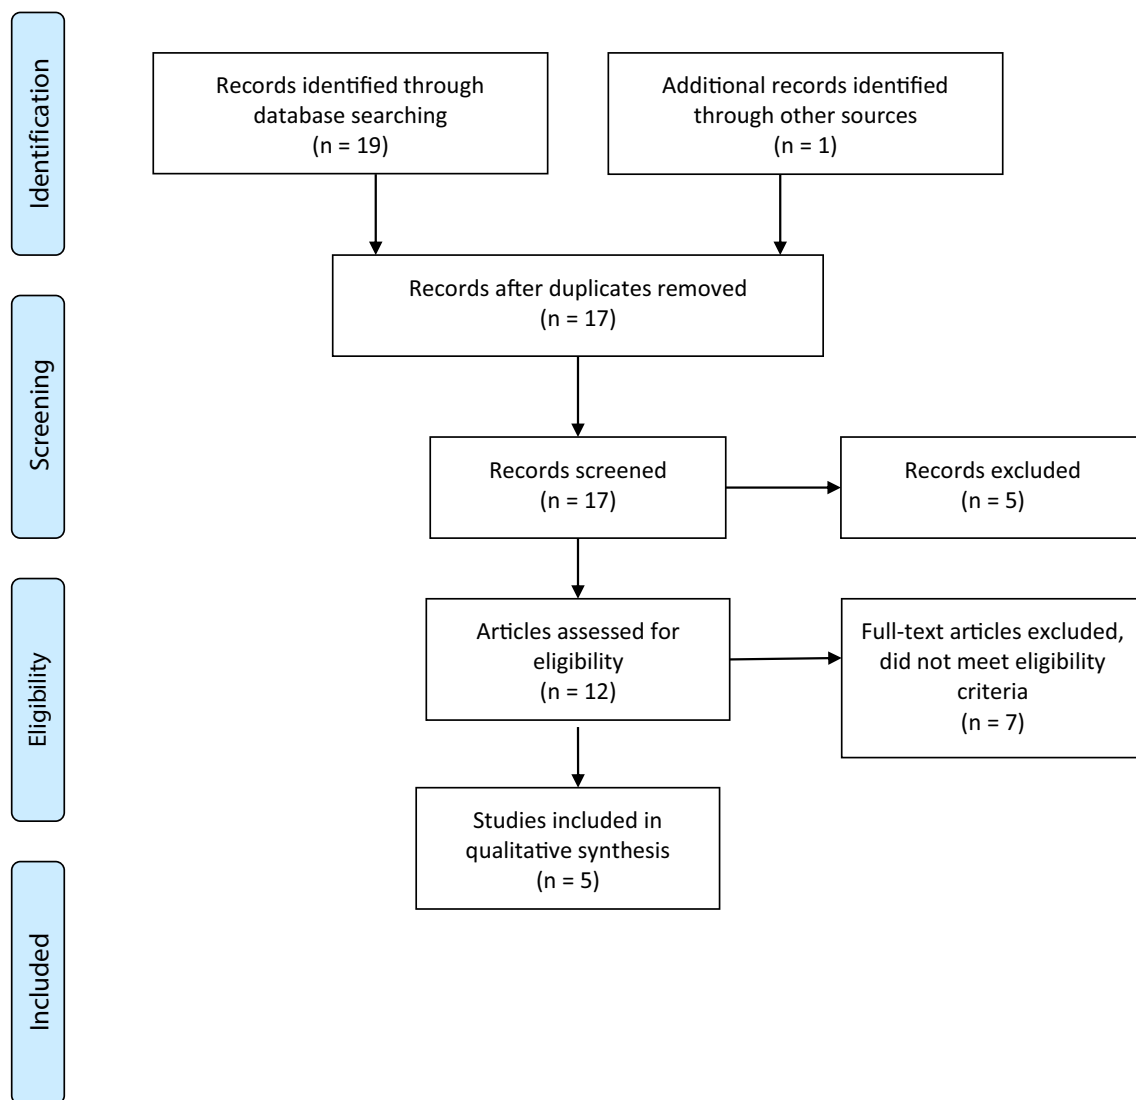 Identification
Records identified through
database searching
(n = 19)
Additional records identified
through other sources
(n = 1)
Records after duplicates removed
(n = 17)
Screening
Records screened
(n = 17)
Records excluded
(n = 5)
Eligibility
Articles assessed for
eligibility
(n = 12)
Full-text articles excluded,
did not meet eligibility
criteria
(n = 7)
Studies included in
qualitative synthesis
(n = 5)
Included